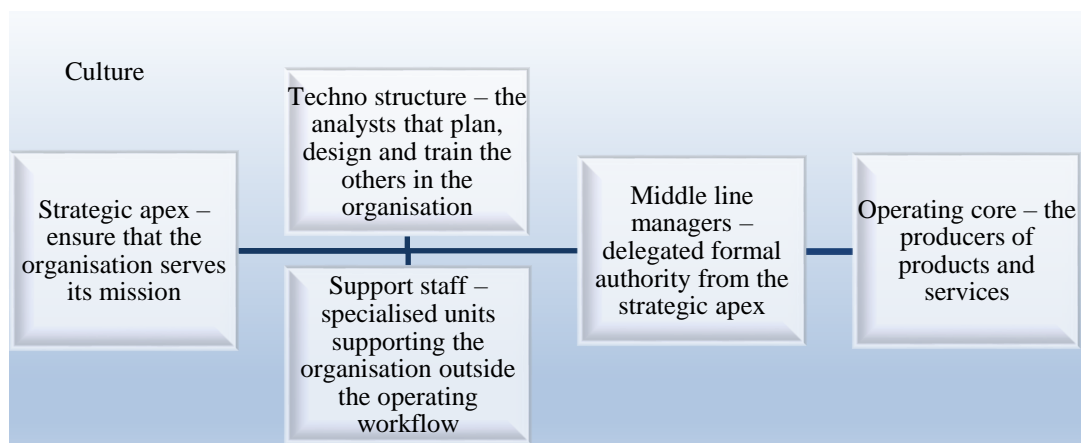 Culture
Strategic apex –
ensure that the
organisation serves
its mission
Techno structure – the
analysts that plan,
design and train the
others in the
organisation
Support staff –
specialised units
supporting the
organisation outside
the operating
workflow
Middle line
managers –
delegated formal
authority from the
strategic apex
Operating core – the
producers of
products and
services